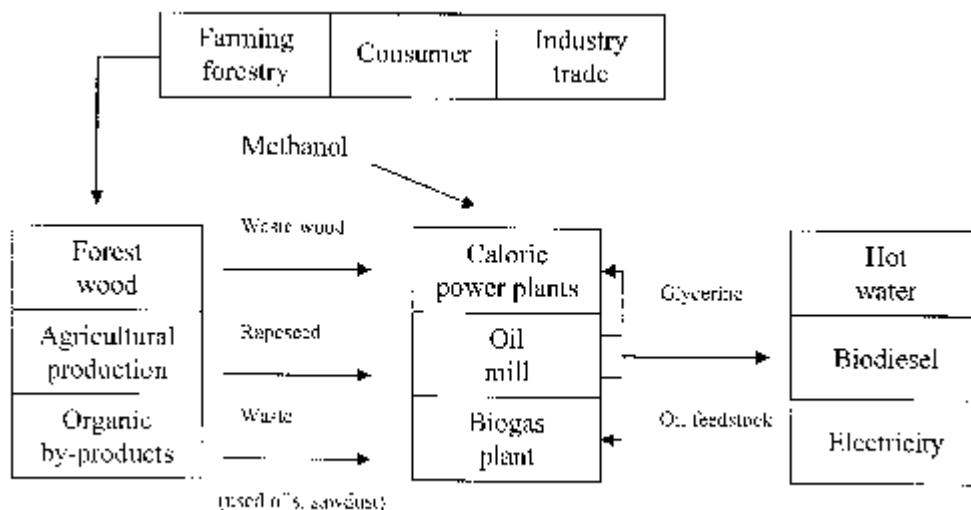 Farming
forestry
Consumer
Industry
trade
Methanol
Forest
wood
Waste wood
Caloric
power plants
Glycerine
Hot
water
Agricultural
production
Rapeseed
Oil
mill
Biodiesel
Organic
by-products
Waste
Biogas
plant
Oil feedstock
Electricity
(used oils, sawdust)